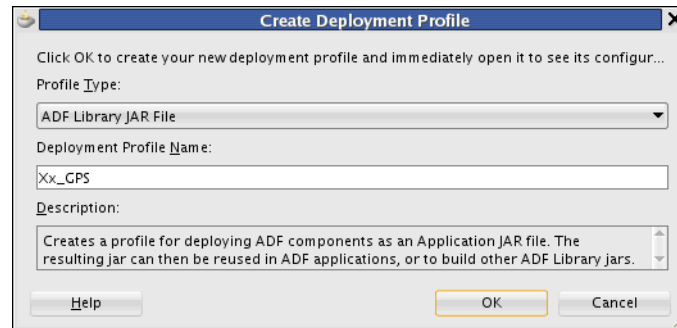 Create Deployment Profile
Click OK to create your new deployment profile and immediately open it to see its configur...
Profile Type:
ADF Library JAR File
Deployment Profile Name:
Xx_GPS
Description:
Creates a profile for deploying ADF components as an Application JAR file. The
resulting jar can then be reused in ADF applications, or to build other ADF Library jars.
Help
OK
Cancel